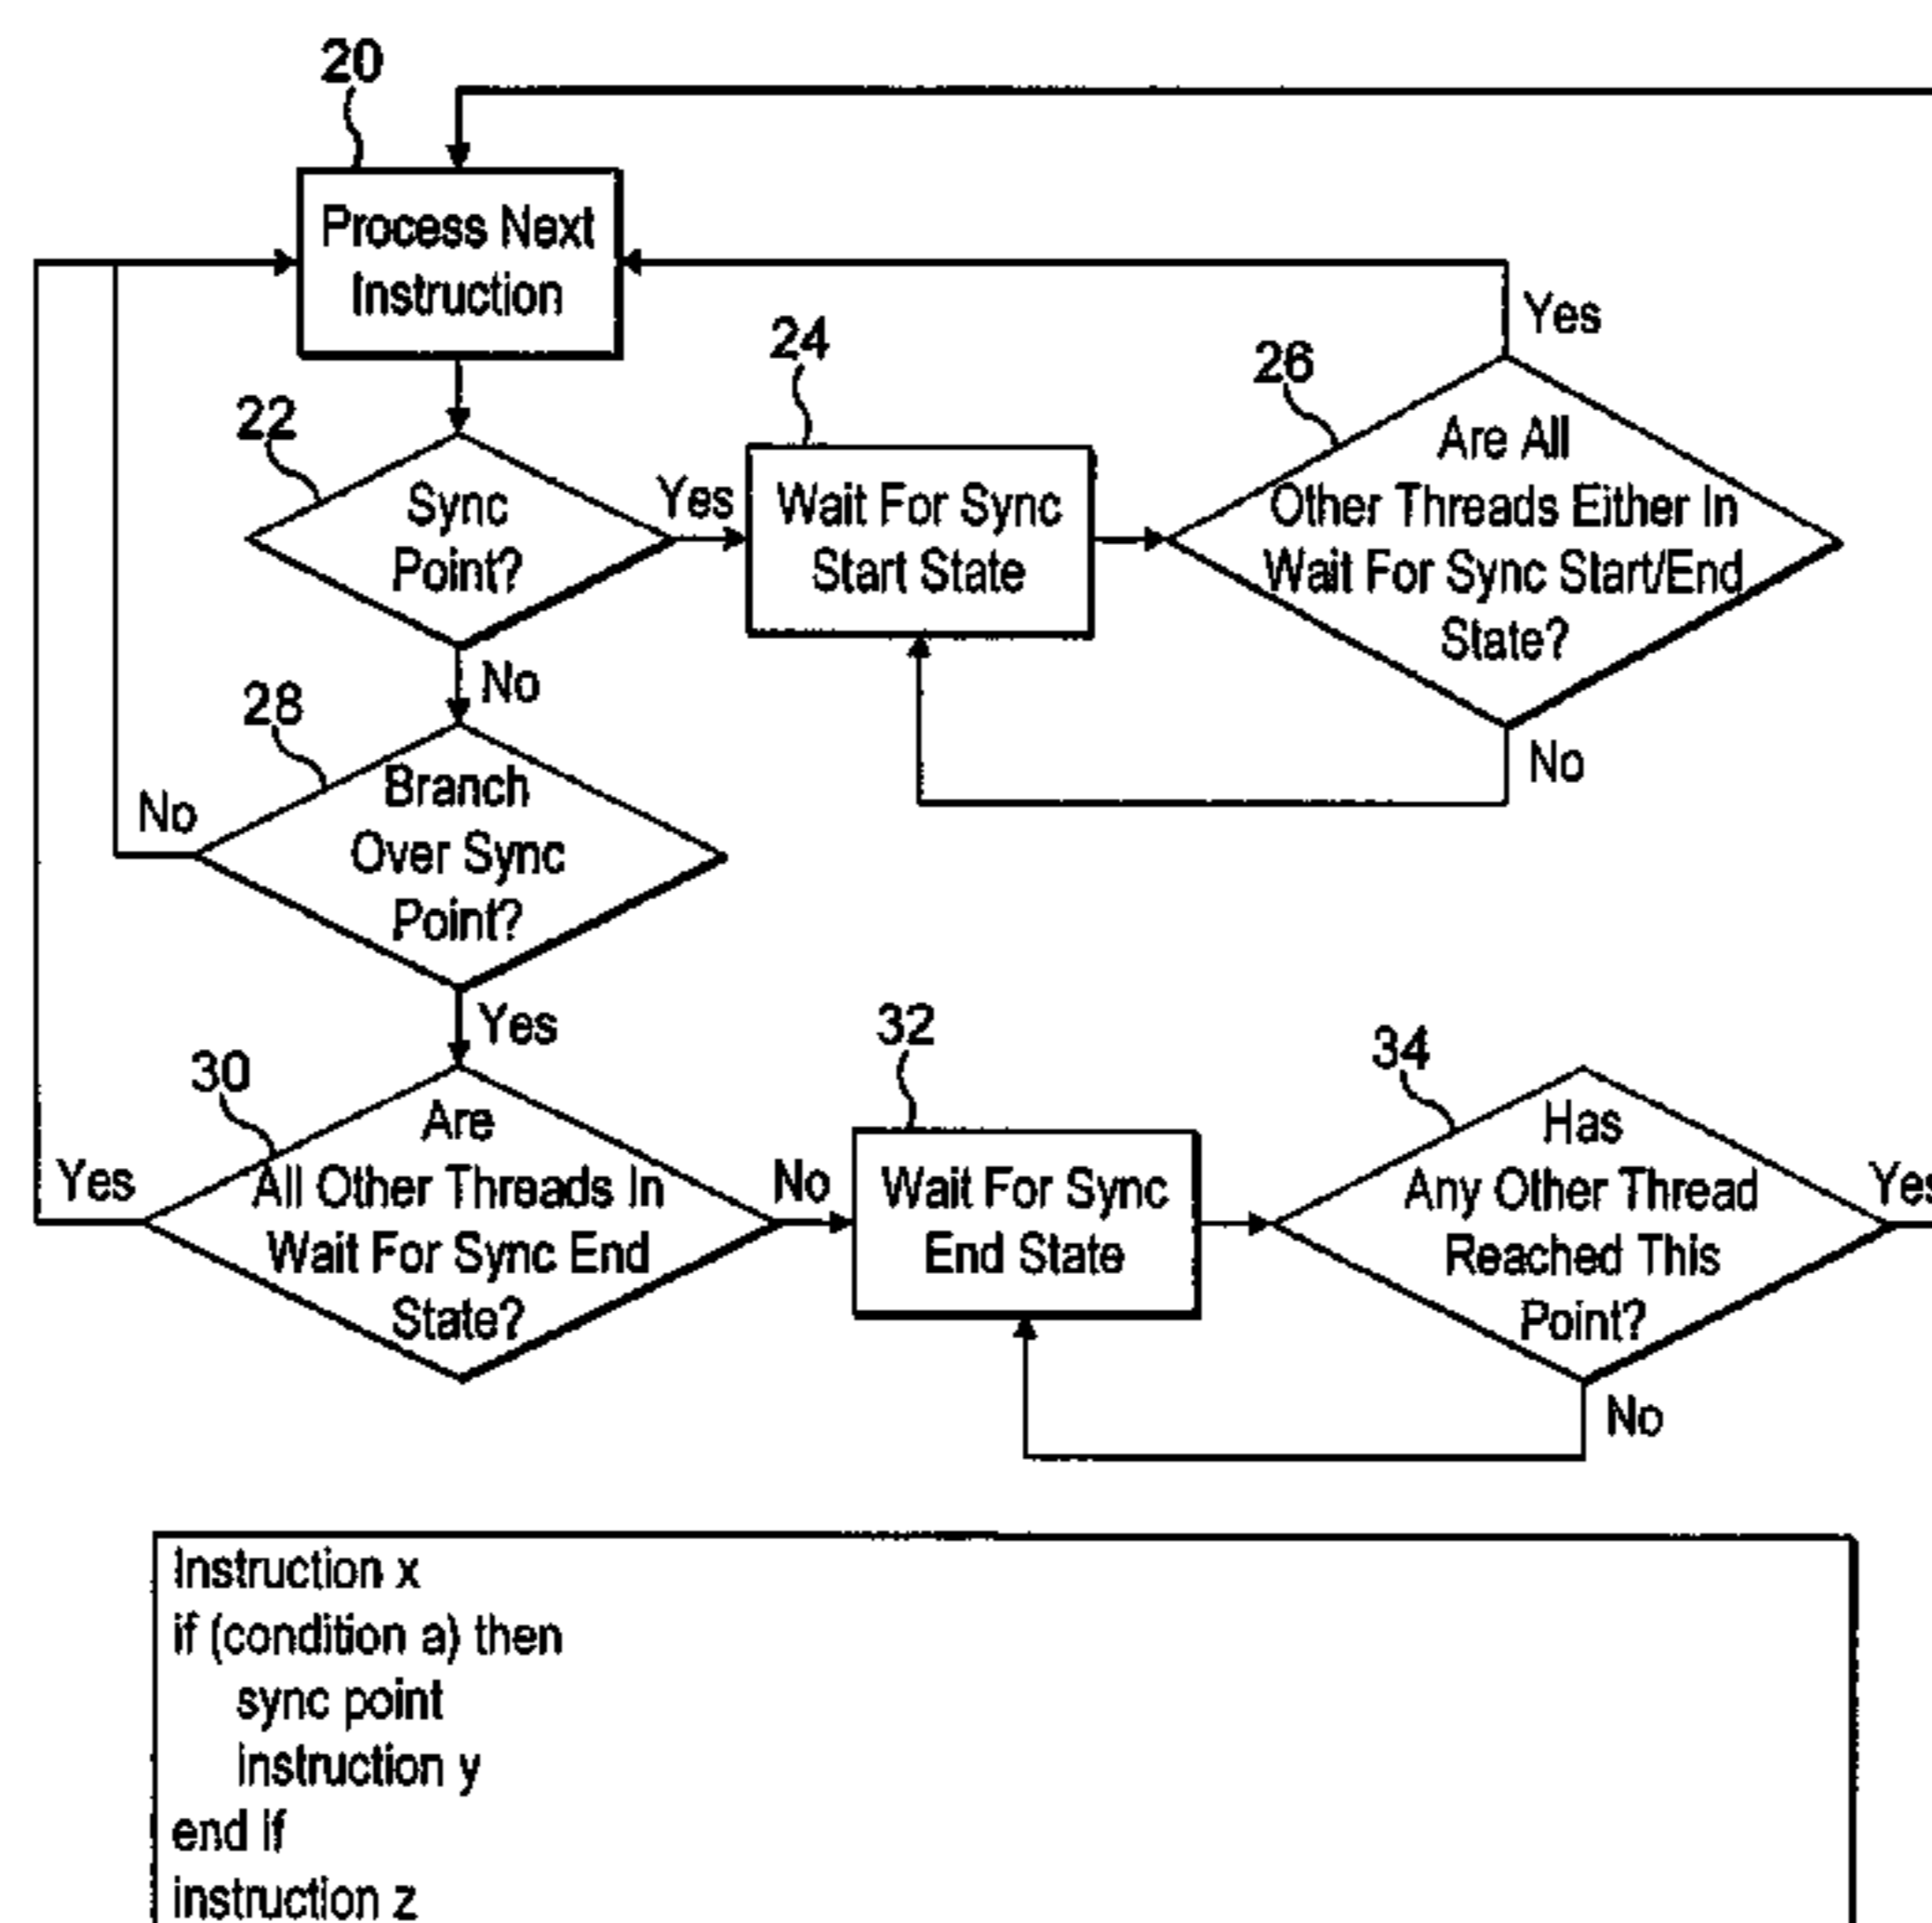 20
Process Next
Instruction
22
Sync
Point?
Yes
24
Wait For Sync
Start State
26
Are All
Other Threads Either In
Wait For Sync Start/End
State?
Yes
No
No
28
Branch
Over Sync
Point?
No
Yes
30
Are
All Other Threads In
Wait For Sync End
State?
Yes
No
32
Wait For Sync
End State
34
Has
Any Other Thread
Reached This
Point?
Yes
No
Instruction x
if (condition a) then
sync point
instruction y
end if
instruction z